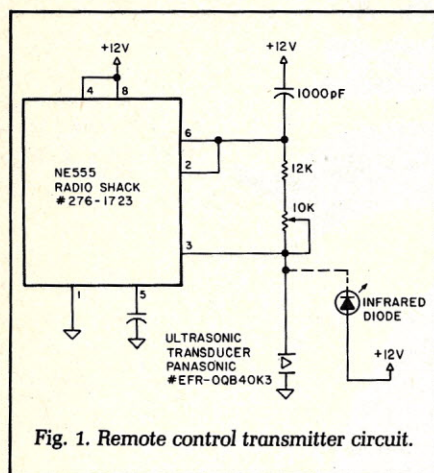 +12V
+12V
4
8
1000pF
6
2
NE555
RADIO SHACK
#276-1723
12K
10K
3
1
5
INFRARED
DIODE
+12V
ULTRASONIC
TRANSDUCER
PANASONIC
#EFR-OQB40K3
Fig. 1. Remote control transmitter circuit.